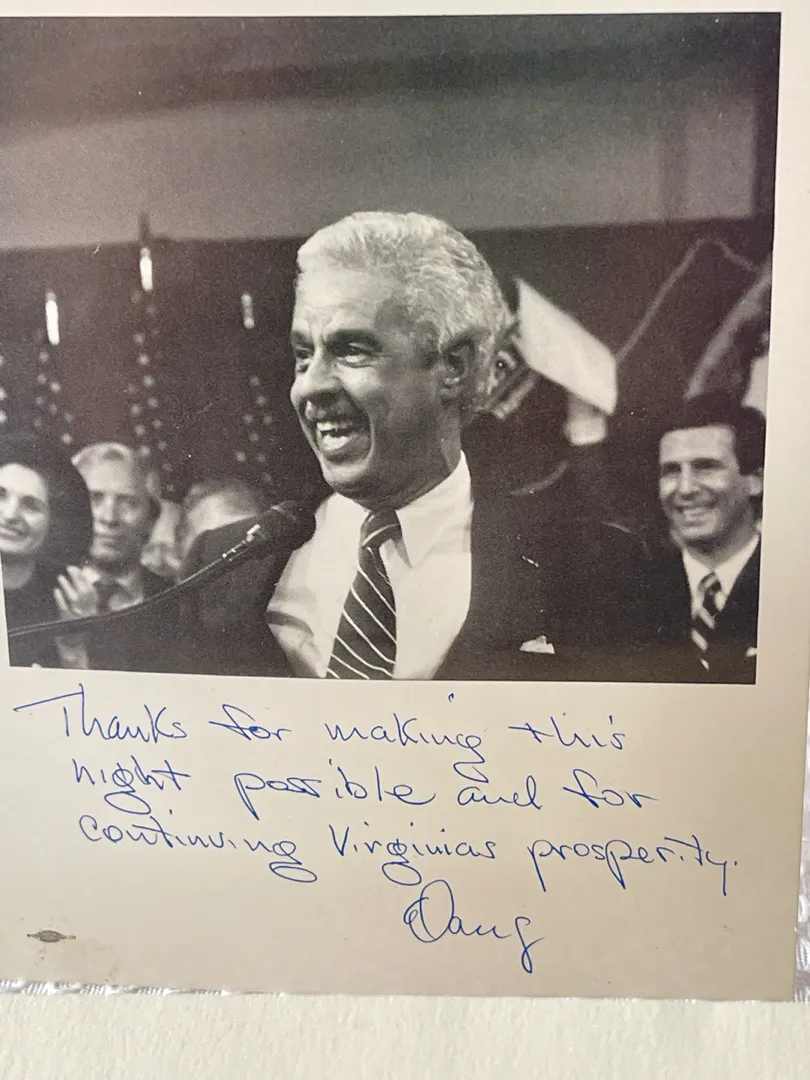 Thanks for making this
night possible and for
continuing Virginias prosperity.
Doug